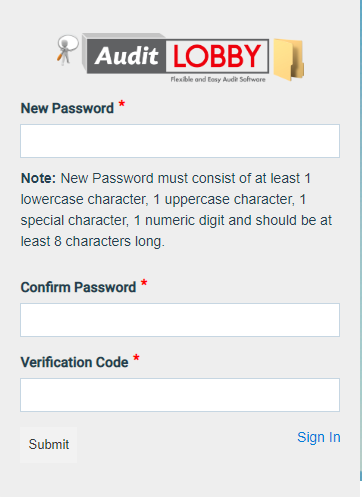 Audit LOBBY
Flexible and Easy Audit Software
New Password *
Note: New Password must consist of at least 1
lowercase character, 1 uppercase character, 1
special character, 1 numeric digit and should be at
least 8 characters long.
Confirm Password *
Verification Code *
Submit
Sign In